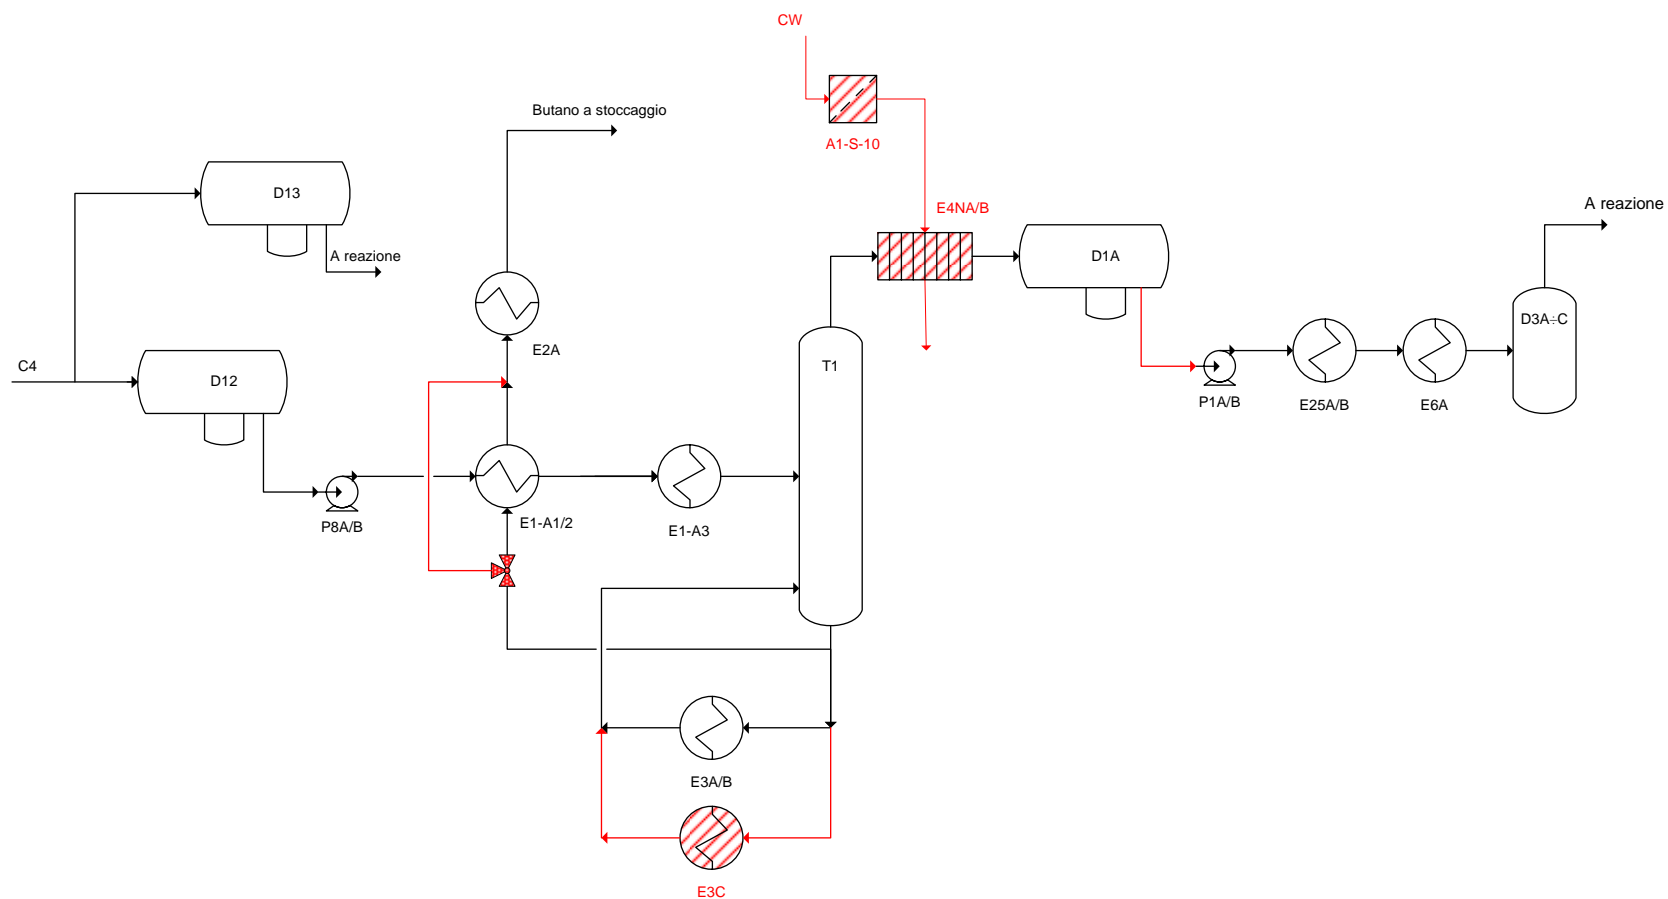 CW
Butano a stoccaggio
A1-S-10
D13
A reazione
E4NA/B
A reazione
D1A
D3A÷C
C4
D12
E2A
T1
P1A/B
E25A/B
E6A
P8A/B
E1-A1/2
E1-A3
E3A/B
E3C